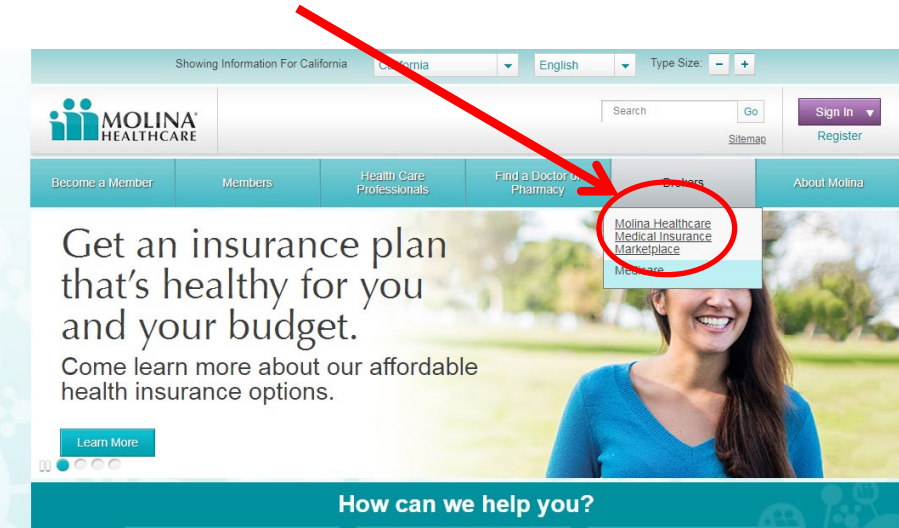 Showing Information For California California English Type Size: - +
MOLINA HEALTHCARE
Search Go
Sitemap
Sign In
Register
Become a Member
Members
Health Care
Professionals
Find a Doctor or
Pharmacy
Brokers
About Molina
Molina Healthcare
Medical Insurance
Marketplace
Medicare
Get an insurance plan
that's healthy for you
and your budget.
Come learn more about our affordable
health insurance options.
Learn More
How can we help you?